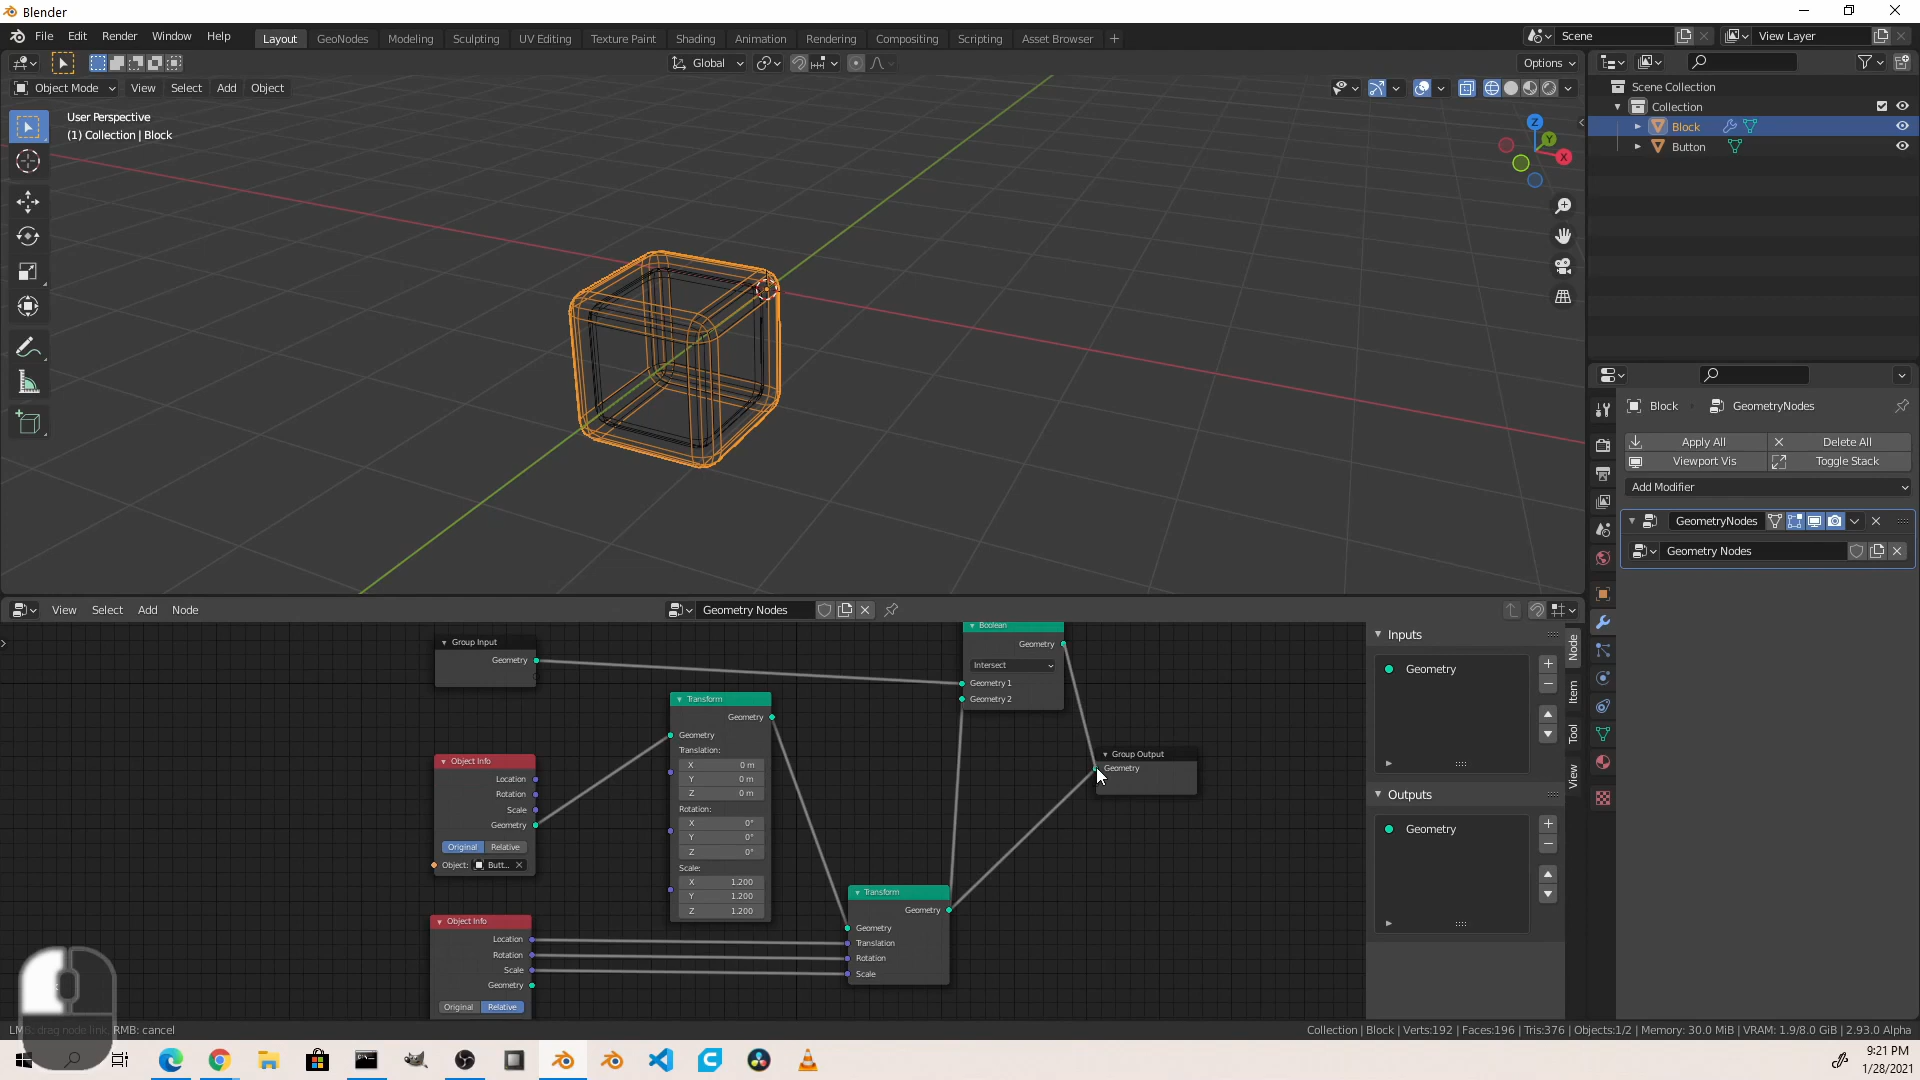 Blender
File Edit Render Window Help
Layout GeoNodes Modeling Sculpting UV Editing Texture Paint Shading Animation Rendering Compositing Scripting Asset Browser +
Scene
View Layer
Global
Options
Object Mode View Select Add Object
User Perspective
(1) Collection | Block
Z
Y
X
Scene Collection
Collection
Block
Button
Block GeometryNodes
Apply All Delete All
Viewport Vis Toggle Stack
Add Modifier
GeometryNodes
Geometry Nodes
View Select Add Node
Geometry Nodes
Group Input
Geometry
Object Info
Location
Rotation
Scale
Geometry
Original Relative
Object: Butt...
Object Info
Location
Rotation
Scale
Geometry
Original Relative
Transform
Geometry
Geometry
Translation:
X 0 m
Y 0 m
Z 0 m
Rotation:
X 0°
Y 0°
Z 0°
Scale:
X 1.200
Y 1.200
Z 1.200
Transform
Geometry
Geometry
Translation
Rotation
Scale
Boolean
Geometry
Intersect
Geometry 1
Geometry 2
Group Output
Geometry
Inputs
Geometry
Outputs
Geometry
Node
Item
Tool
View
drag node link, RMB: cancel
Collection | Block | Verts:192 | Faces:196 | Tris:376 | Objects:1/2 | Memory: 30.0 MiB | VRAM: 1.9/8.0 GiB | 2.93.0 Alpha
9:21 PM
1/28/2021